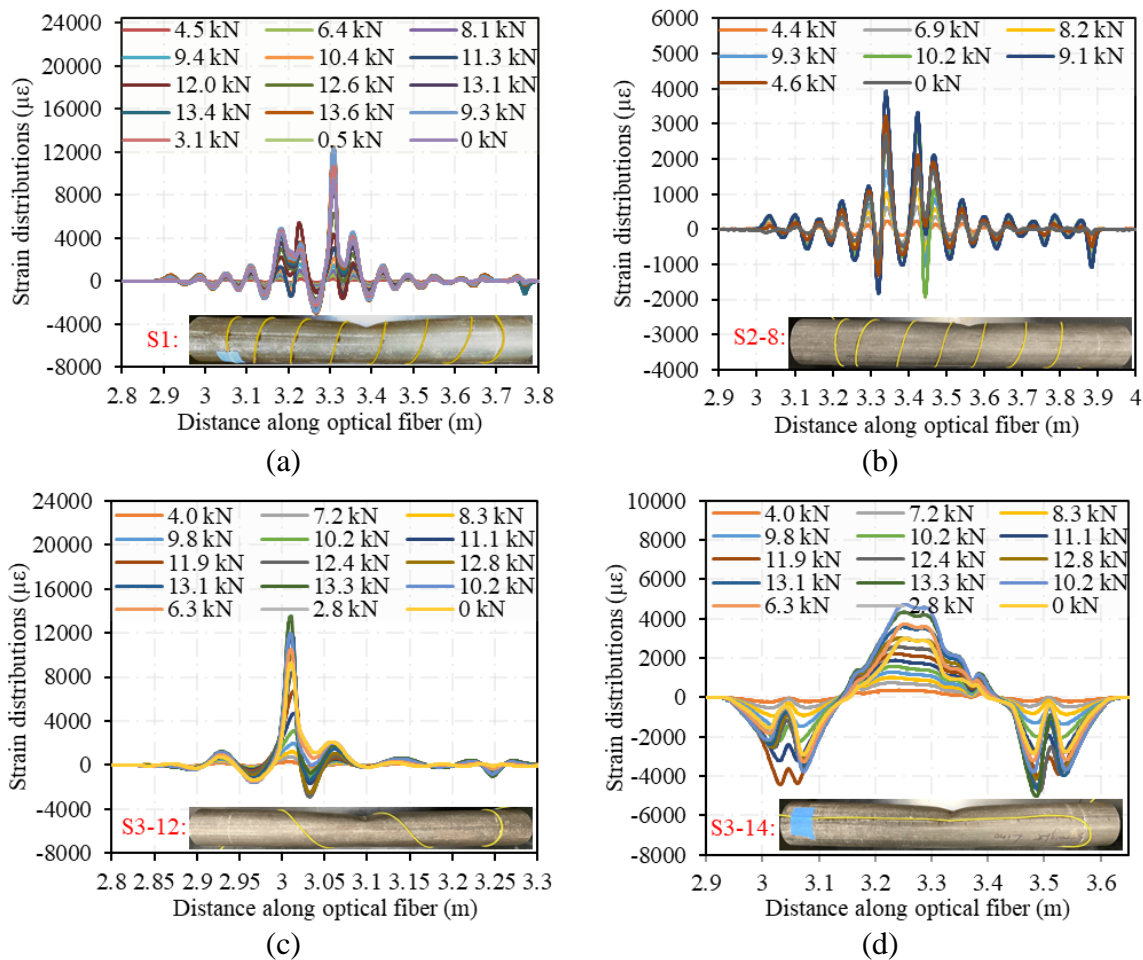 24000
20000
16000
12000
8000
4000
0
-4000
-8000
Strain distributions (με)
4.5 kN 6.4 kN 8.1 kN
9.4 kN 10.4 kN 11.3 kN
12.0 kN 12.6 kN 13.1 kN
13.4 kN 13.6 kN 9.3 kN
3.1 kN 0.5 kN 0 kN
S1:
2.8 2.9 3 3.1 3.2 3.3 3.4 3.5 3.6 3.7 3.8
Distance along optical fiber (m)
(a)
6000
5000
4000
3000
2000
1000
0
-1000
-2000
-3000
-4000
Strain distributions (με)
4.4 kN 6.9 kN 8.2 kN
9.3 kN 10.2 kN 9.1 kN
4.6 kN 0 kN
S2-8:
2.9 3 3.1 3.2 3.3 3.4 3.5 3.6 3.7 3.8 3.9 4
Distance along optical fiber (m)
(b)
24000
20000
16000
12000
8000
4000
0
-4000
-8000
Strain distributions (με)
4.0 kN 7.2 kN 8.3 kN
9.8 kN 10.2 kN 11.1 kN
11.9 kN 12.4 kN 12.8 kN
13.1 kN 13.3 kN 10.2 kN
6.3 kN 2.8 kN 0 kN
S3-12:
2.8 2.85 2.9 2.95 3 3.05 3.1 3.15 3.2 3.25 3.3
Distance along optical fiber (m)
(c)
10000
8000
6000
4000
2000
0
-2000
-4000
-6000
-8000
Strain distributions (με)
4.0 kN 7.2 kN 8.3 kN
9.8 kN 10.2 kN 11.1 kN
11.9 kN 12.4 kN 12.8 kN
13.1 kN 13.3 kN 10.2 kN
6.3 kN 2.8 kN 0 kN
S3-14:
2.9 3 3.1 3.2 3.3 3.4 3.5 3.6
Distance along optical fiber (m)
(d)